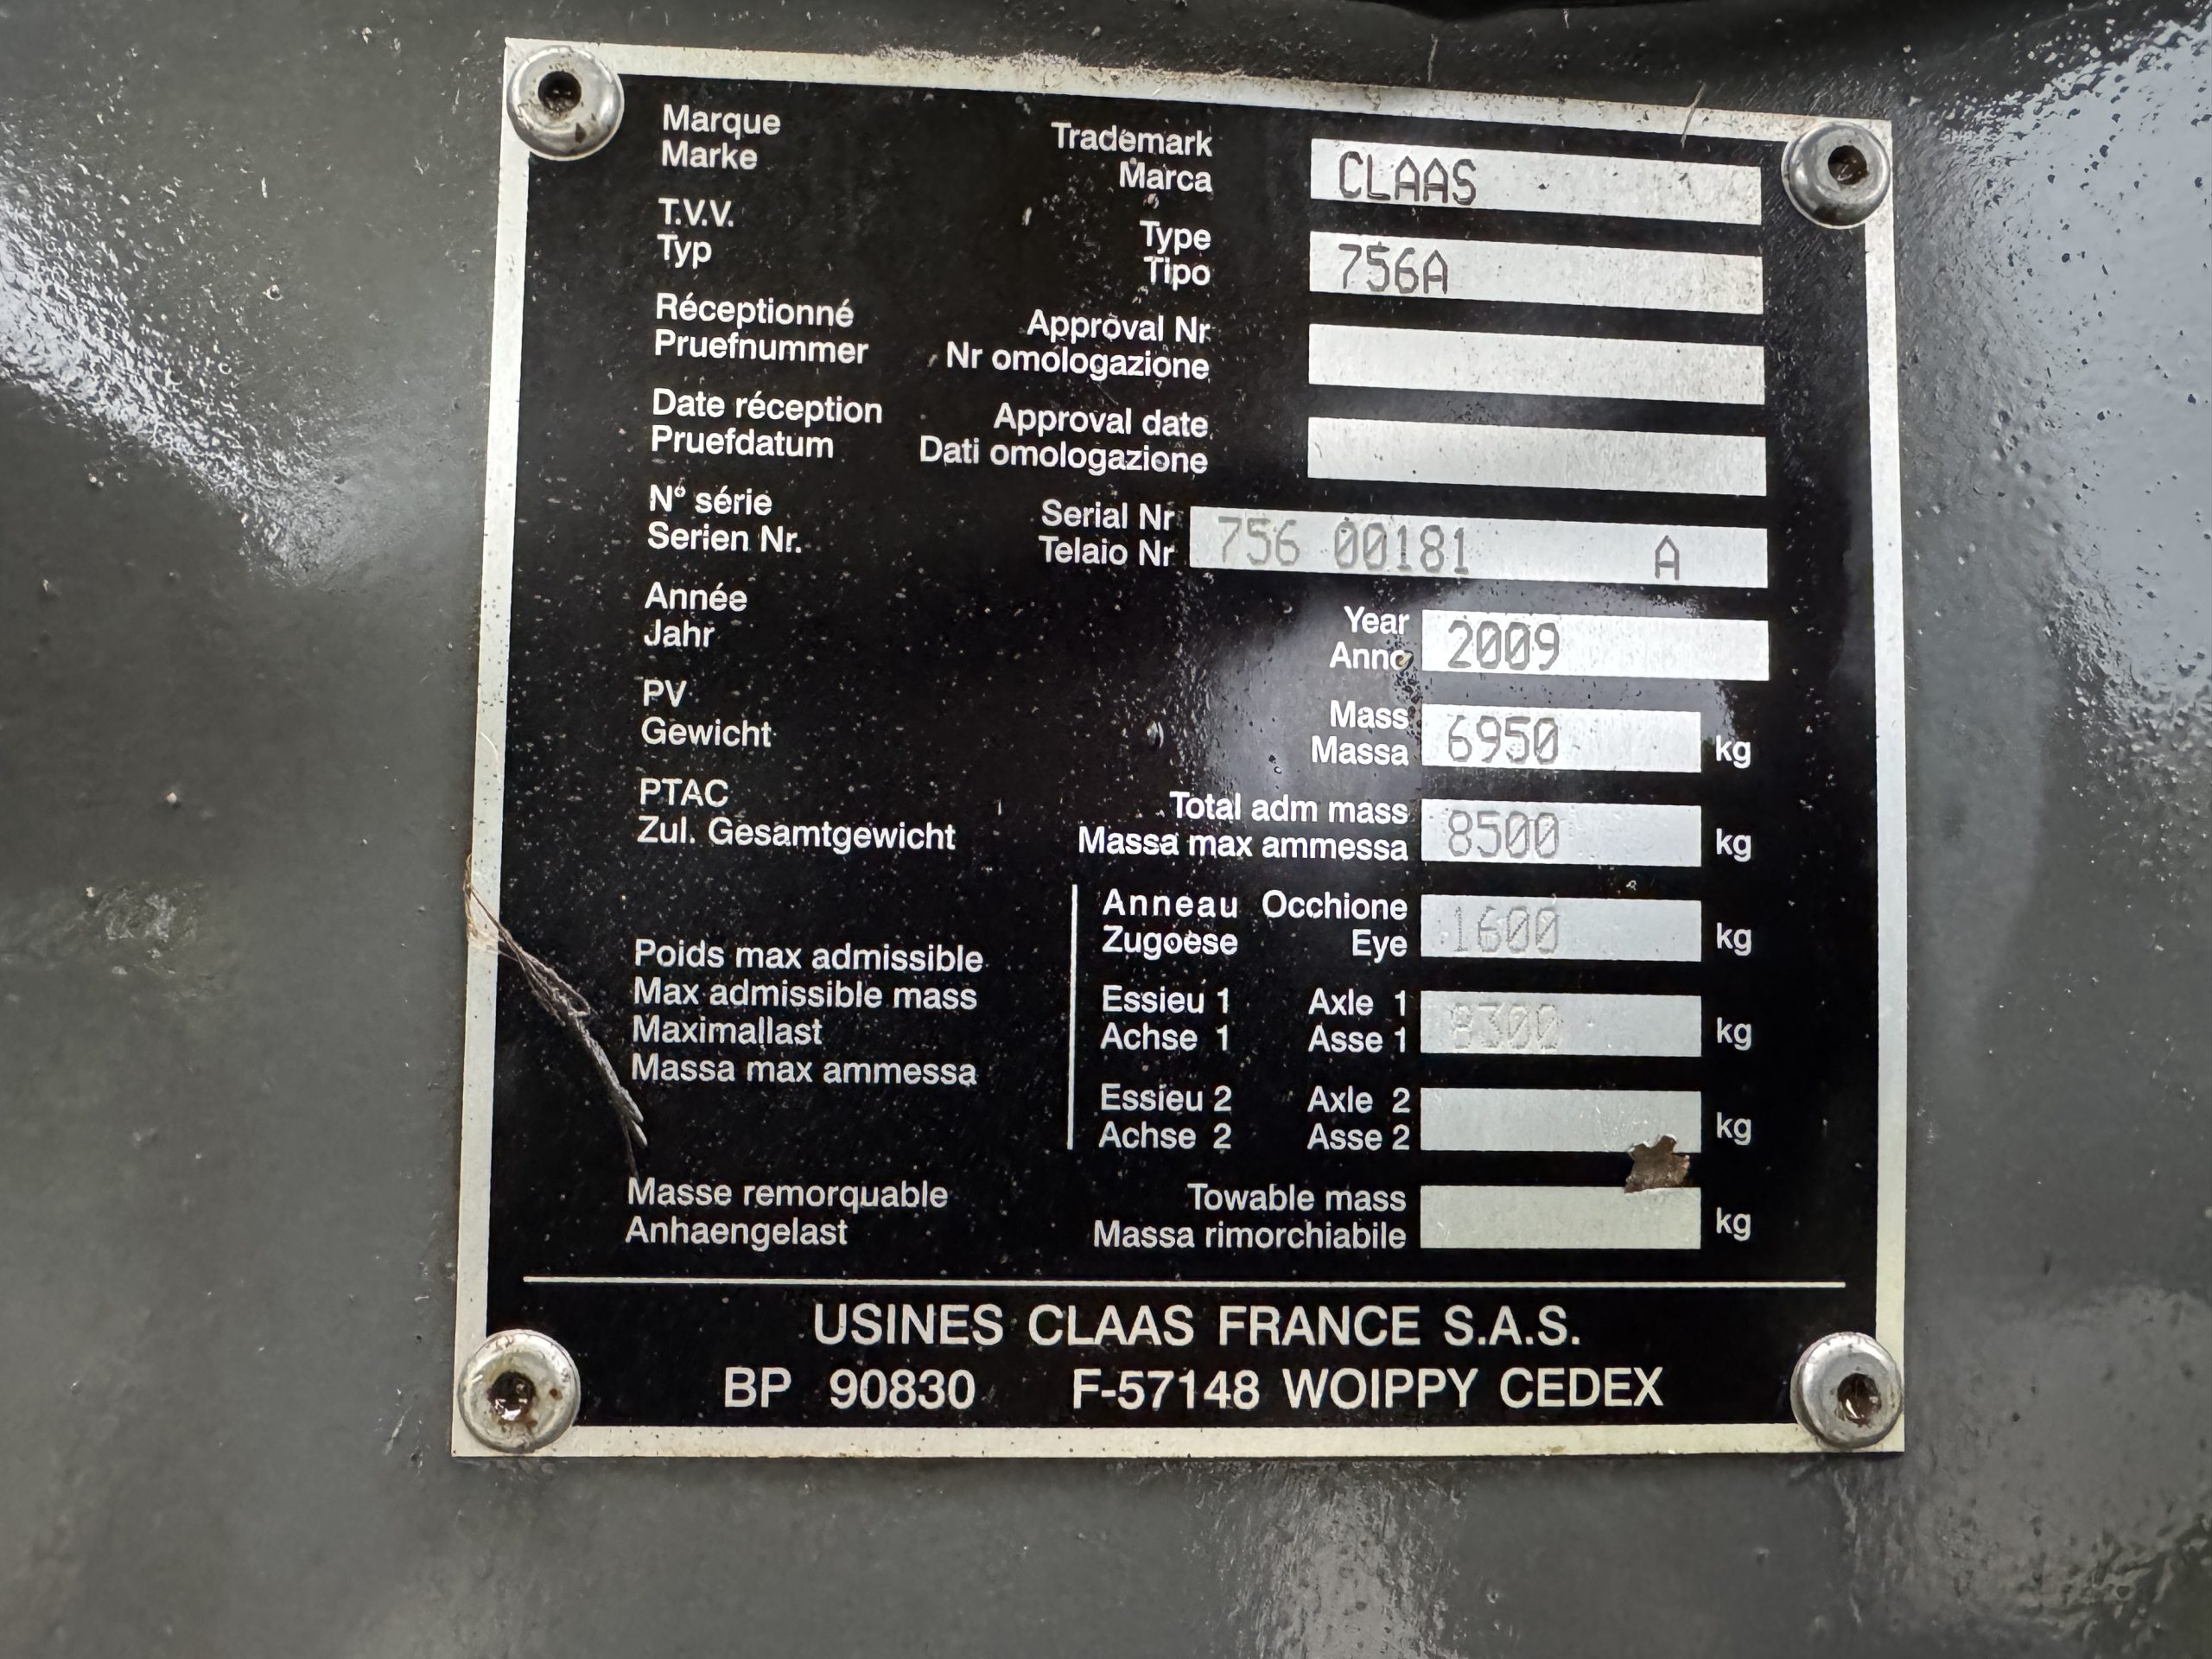 Marque Trademark CLAAS
Marke Marca
T.V.V. Type 756A
Typ Tipo
Réceptionné Approval Nr
Pruefnummer Nr omologazione
Date réception Approval date
Pruefdatum Dati omologazione
N° série Serial Nr 756 00181 A
Serien Nr. Telaio Nr
Année Year 2009
Jahr Anno
PV Mass 6950 kg
Gewicht Massa
PTAC Total adm mass 8500 kg
Zul. Gesamtgewicht Massa max ammessa
Anneau Occhione 1600 kg
Zugoese Eye
Poids max admissible
Max admissible mass
Maximallast
Massa max ammessa
Essieu 1 Axle 1 8300 kg
Achse 1 Asse 1
Essieu 2 Axle 2 kg
Achse 2 Asse 2
Masse remorquable Towable mass kg
Anhaengelast Massa rimorchiabile
USINES CLAAS FRANCE S.A.S.
BP 90830 F-57148 WOIPPY CEDEX